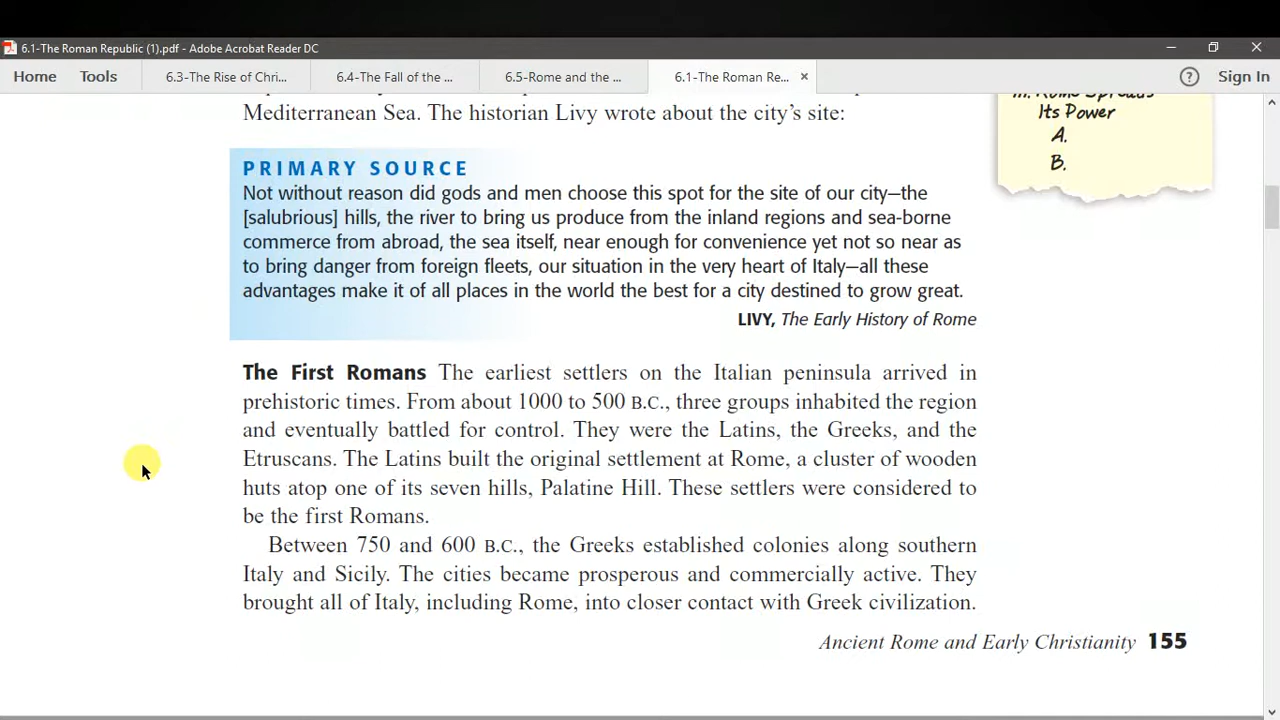 6.1-The Roman Republic (1).pdf - Adobe Acrobat Reader DC
Home Tools 6.3-The Rise of Chri... 6.4-The Fall of the ... 6.5-Rome and the ... 6.1-The Roman Re... × ? Sign In
Mediterranean Sea. The historian Livy wrote about the city's site:
III. Rome Spreads
Its Power
A.
B.
PRIMARY SOURCE
Not without reason did gods and men choose this spot for the site of our city—the
[salubrious] hills, the river to bring us produce from the inland regions and sea-borne
commerce from abroad, the sea itself, near enough for convenience yet not so near as
to bring danger from foreign fleets, our situation in the very heart of Italy—all these
advantages make it of all places in the world the best for a city destined to grow great.
LIVY, The Early History of Rome
The First Romans The earliest settlers on the Italian peninsula arrived in
prehistoric times. From about 1000 to 500 B.C., three groups inhabited the region
and eventually battled for control. They were the Latins, the Greeks, and the
Etruscans. The Latins built the original settlement at Rome, a cluster of wooden
huts atop one of its seven hills, Palatine Hill. These settlers were considered to
be the first Romans.
Between 750 and 600 B.C., the Greeks established colonies along southern
Italy and Sicily. The cities became prosperous and commercially active. They
brought all of Italy, including Rome, into closer contact with Greek civilization.
Ancient Rome and Early Christianity 155